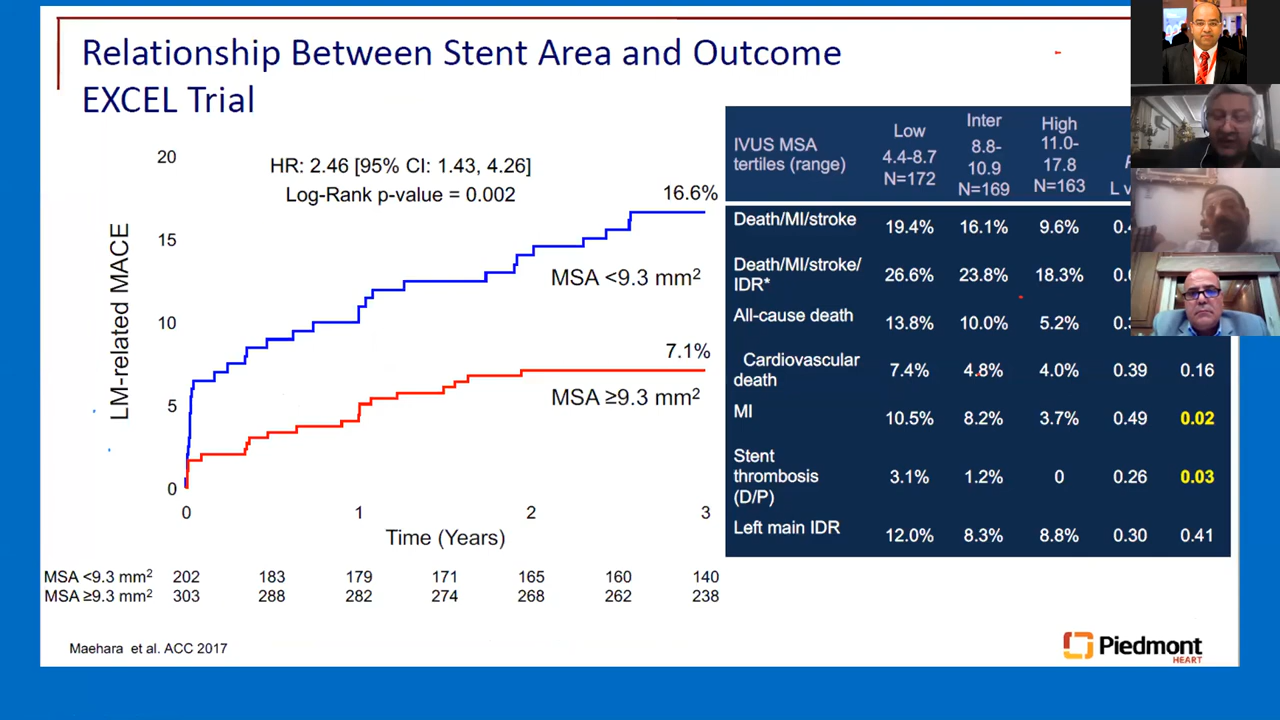 Relationship Between Stent Area and Outcome
EXCEL Trial
HR: 2.46 [95% CI: 1.43, 4.26]
Log-Rank p-value = 0.002
LM-related MACE
20
15
10
5
0
16.6%
MSA <9.3 mm²
7.1%
MSA ≥9.3 mm²
0 1 2 3
Time (Years)
MSA <9.3 mm² 202 183 179 171 165 160 140
MSA ≥9.3 mm² 303 288 282 274 268 262 238
IVUS MSA tertiles (range)
Low 4.4-8.7 N=172
Inter 8.8-10.9 N=169
High 11.0-17.8 N=163
Death/MI/stroke 19.4% 16.1% 9.6%
Death/MI/stroke/IDR* 26.6% 23.8% 18.3%
All-cause death 13.8% 10.0% 5.2%
Cardiovascular death 7.4% 4.8% 4.0% 0.39 0.16
MI 10.5% 8.2% 3.7% 0.49 0.02
Stent thrombosis (D/P) 3.1% 1.2% 0 0.26 0.03
Left main IDR 12.0% 8.3% 8.8% 0.30 0.41
Maehara et al. ACC 2017
Piedmont
HEART